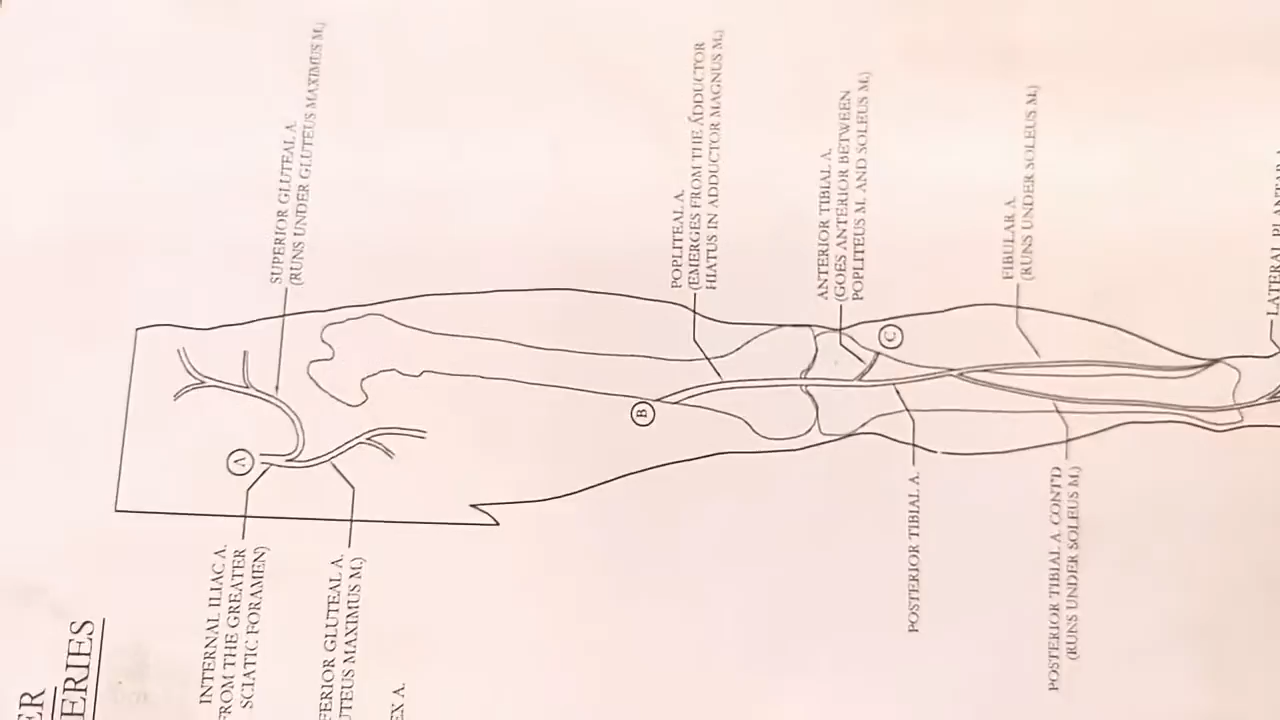 ER
ERIES
SUPERIOR GLUTEAL A.
(RUNS UNDER GLUTEUS MAXIMUS M.)
POPLITEAL A.
(EMERGES FROM THE ADDUCTOR
HIATUS IN ADDUCTOR MAGNUS M.)
ANTERIOR TIBIAL A.
(GOES ANTERIOR BETWEEN
POPLITEUS M. AND SOLEUS M.)
FIBULAR A.
(RUNS UNDER SOLEUS M.)
LATERAL PLANTAR A.
A
B
C
INTERNAL ILIAC A.
FROM THE GREATER
SCIATIC FORAMEN)
FERIOR GLUTEAL A.
UTEUS MAXIMUS M.)
EX A.
POSTERIOR TIBIAL A.
POSTERIOR TIBIAL A. CONT'D
(RUNS UNDER SOLEUS M.)